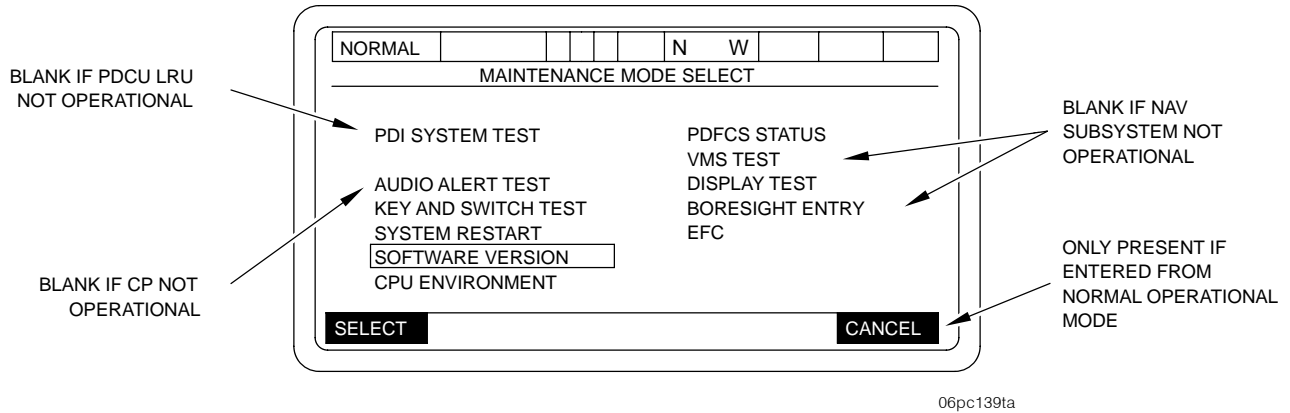 BLANK IF PDCU LRU
NOT OPERATIONAL
BLANK IF CP NOT
OPERATIONAL
NORMAL N W
MAINTENANCE MODE SELECT
PDI SYSTEM TEST
AUDIO ALERT TEST
KEY AND SWITCH TEST
SYSTEM RESTART
SOFTWARE VERSION
CPU ENVIRONMENT
PDFCS STATUS
VMS TEST
DISPLAY TEST
BORESIGHT ENTRY
EFC
SELECT CANCEL
BLANK IF NAV
SUBSYSTEM NOT
OPERATIONAL
ONLY PRESENT IF
ENTERED FROM
NORMAL OPERATIONAL
MODE
06pc139ta